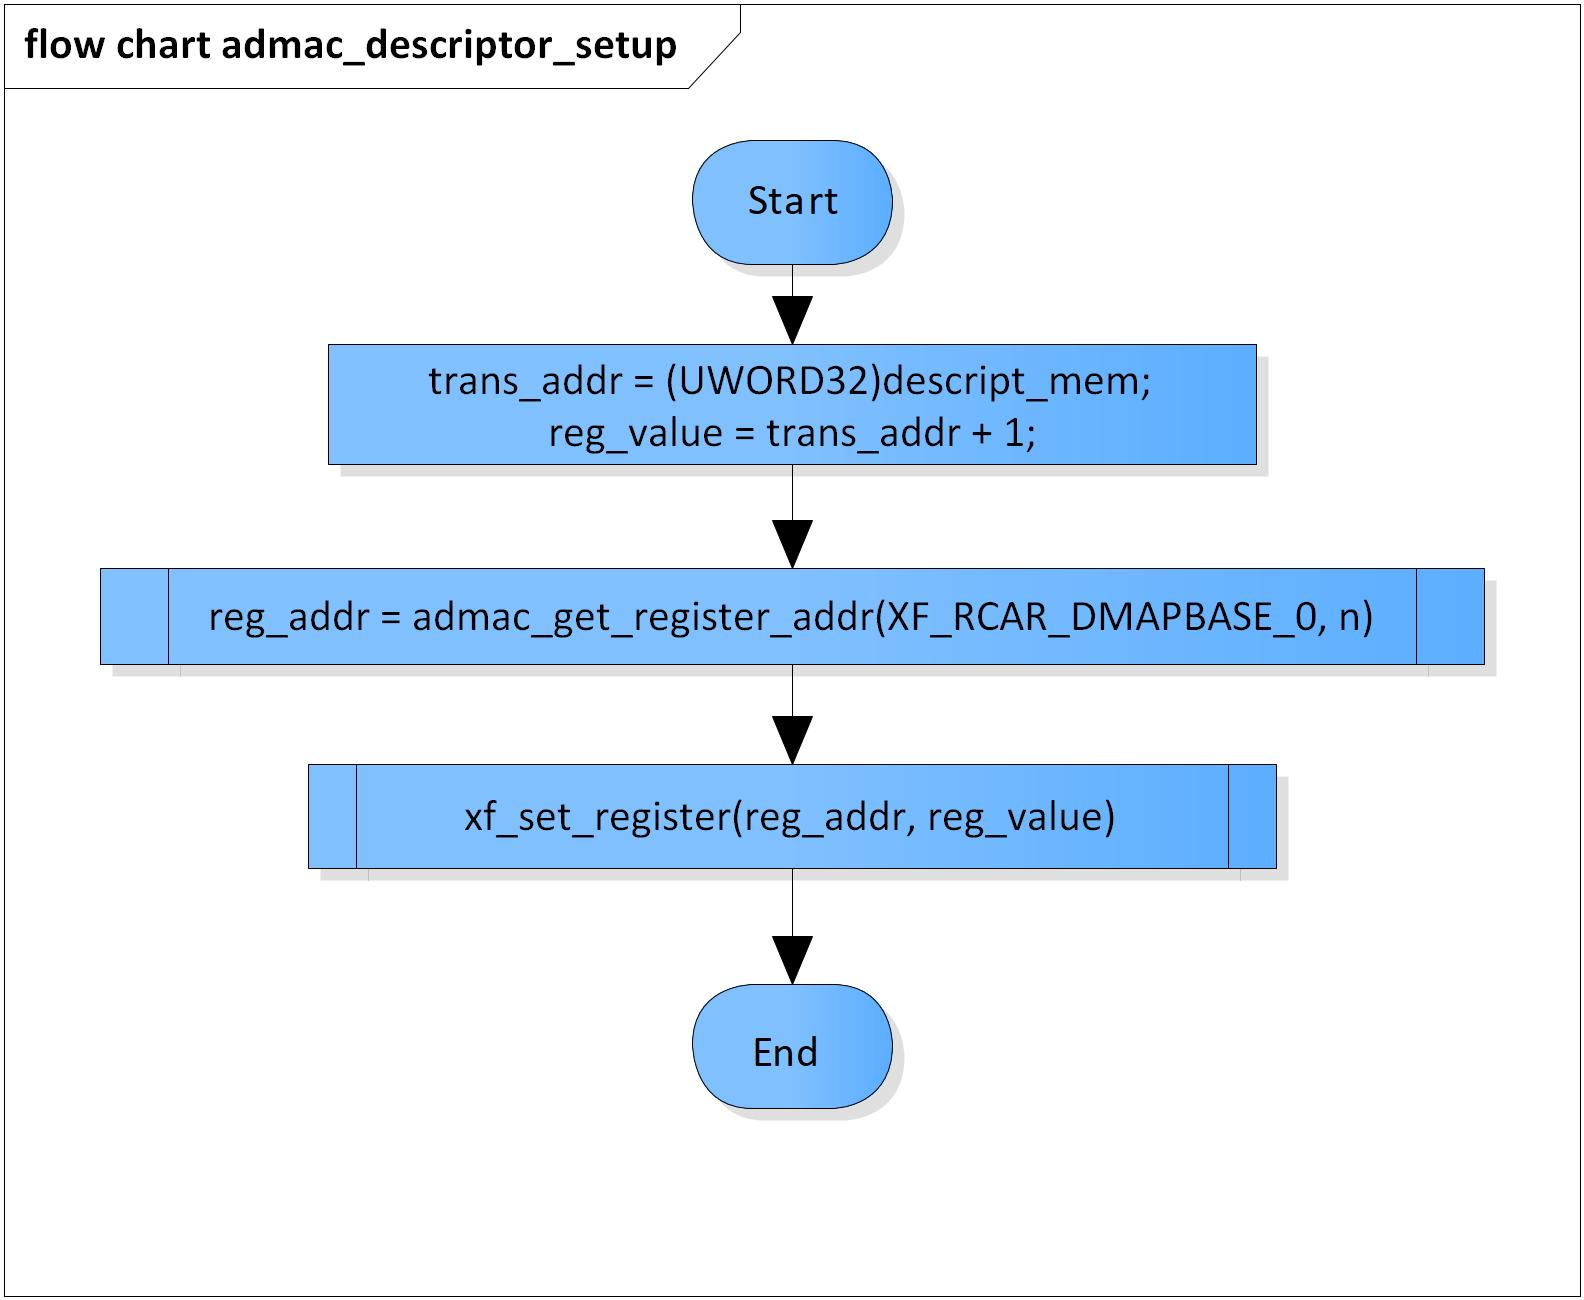 flow chart admac_descriptor_setup
Start
trans_addr = (UWORD32)descript_mem;
reg_value = trans_addr + 1;
reg_addr = admac_get_register_addr(XF_RCAR_DMAPBASE_0, n)
xf_set_register(reg_addr, reg_value)
End